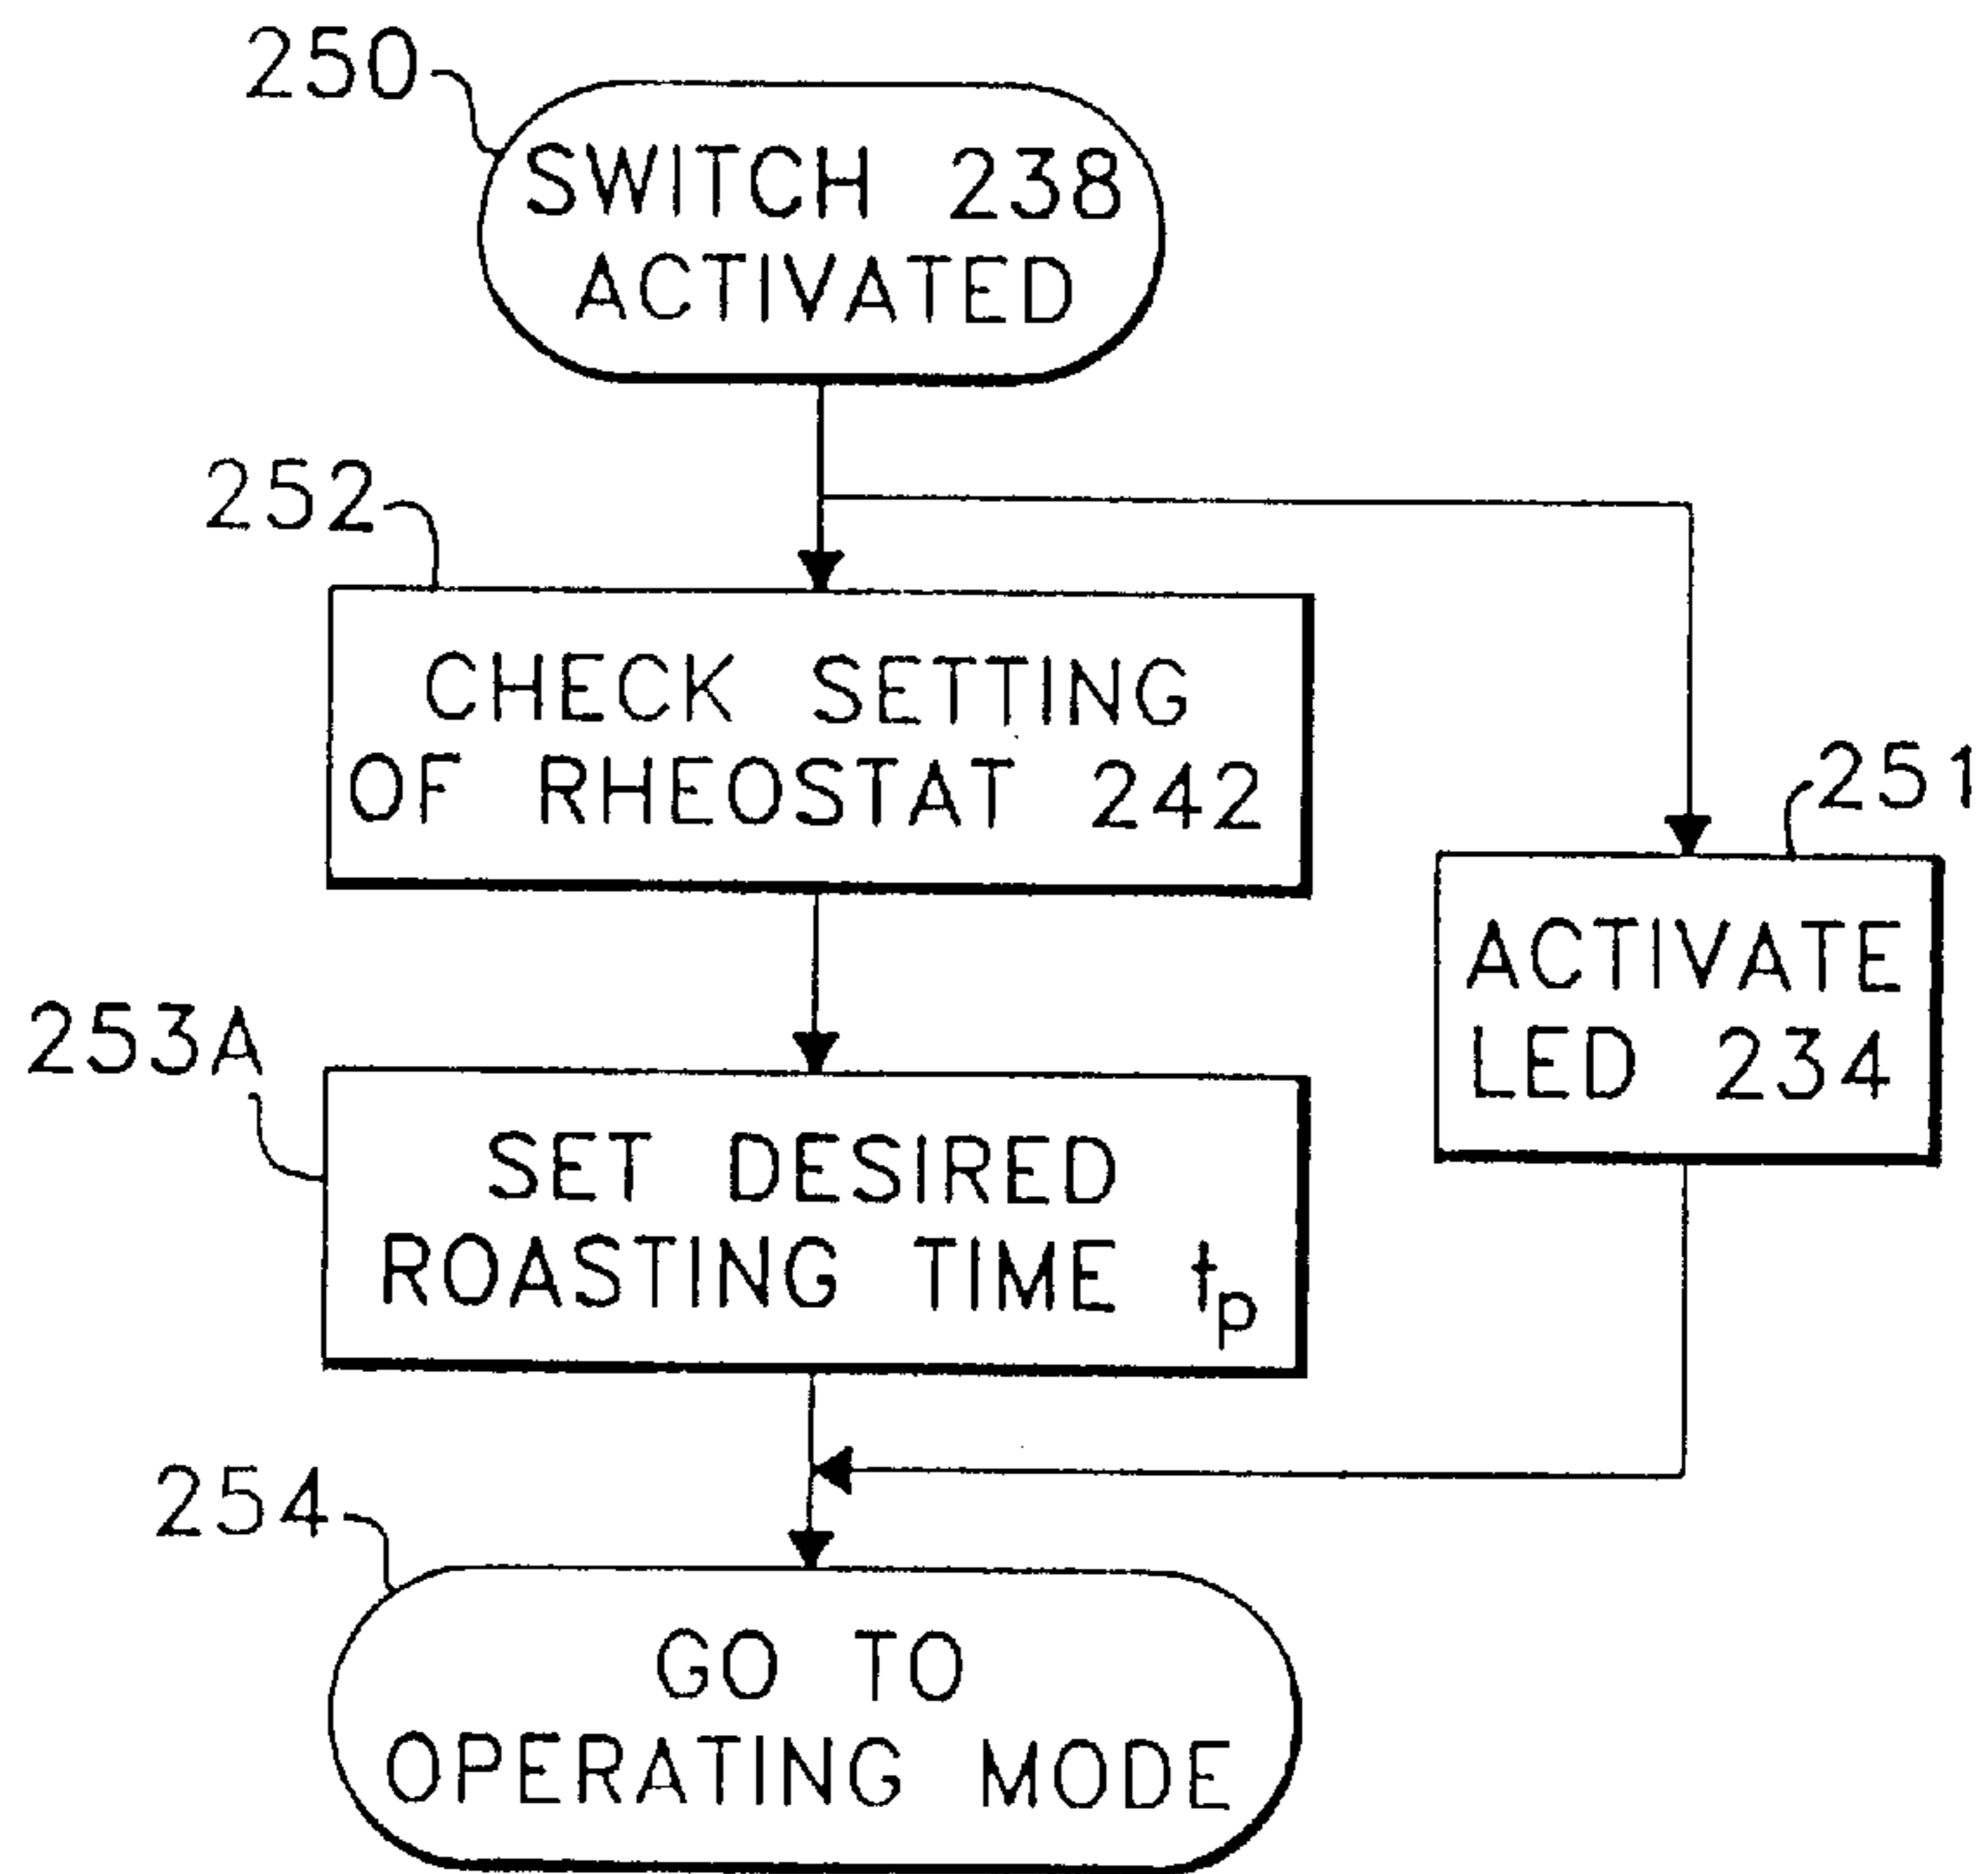 250
SWITCH 238
ACTIVATED
252
CHECK SETTING
OF RHEOSTAT 242
251
ACTIVATE
LED 234
253A
SET DESIRED
ROASTING TIME tp
254
GO TO
OPERATING MODE